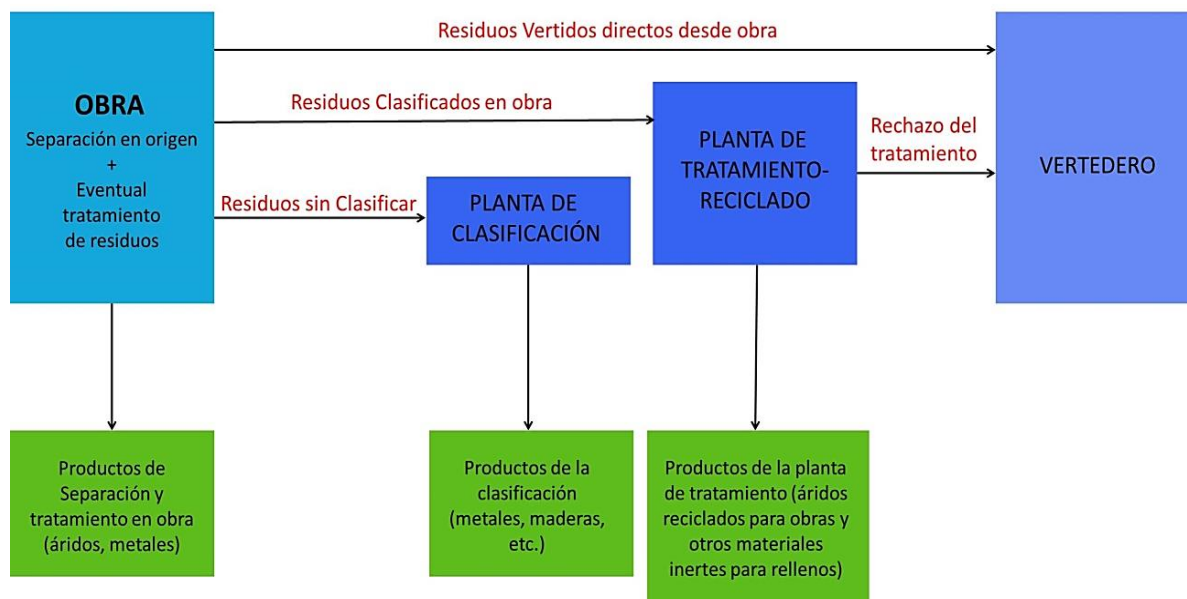 Residuos Vertidos directos desde obra
OBRA
Separación en origen
+
Eventual
tratamiento
de residuos
Residuos Clasificados en obra
Residuos sin Clasificar
PLANTA DE
CLASIFICACIÓN
PLANTA DE
TRATAMIENTO-
RECICLADO
Rechazo del
tratamiento
VERTEDERO
Productos de
Separación y
tratamiento en obra
(áridos, metales)
Productos de la
clasificación
(metales, maderas,
etc.)
Productos de la planta
de tratamiento (áridos
reciclados para obras y
otros materiales
inertes para rellenos)